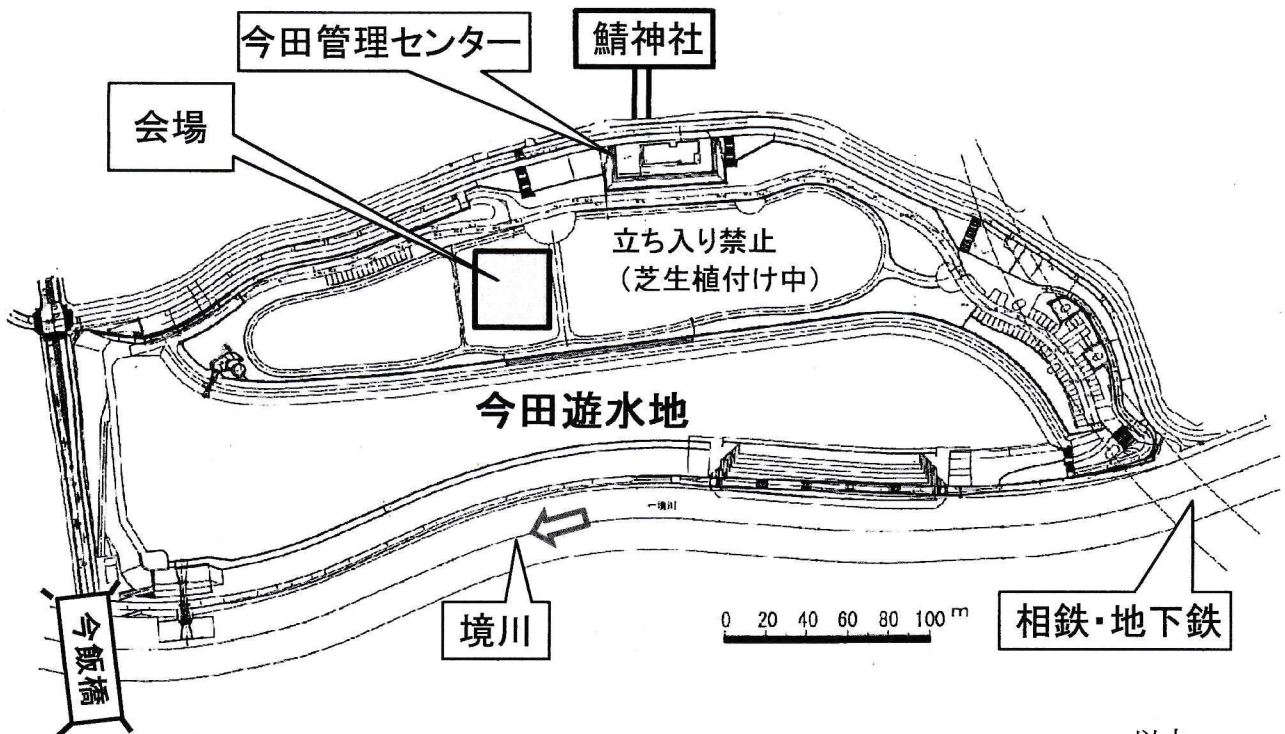 今田管理センター
鯖神社
会場
立ち入り禁止
(芝生植付け中)
今田遊水地
境川
今飯橋
境川
0 20 40 60 80 100 m
相鉄・地下鉄